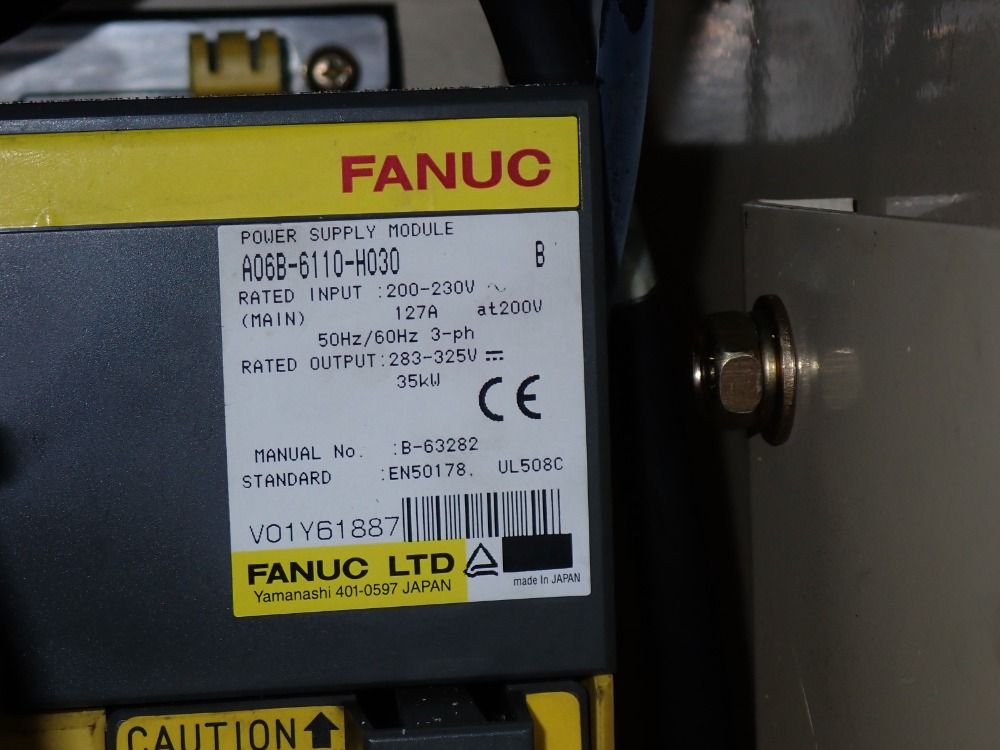 FANUC
POWER SUPPLY MODULE
A06B-6110-H030 B
RATED INPUT :200-230V ～
(MAIN) 127A at200V
50Hz/60Hz 3-ph
RATED OUTPUT:283-325V ⎓
35kW
CE
MANUAL No. :B-63282
STANDARD :EN50178, UL508C
V01Y61887
FANUC LTD
Yamanashi 401-0597 JAPAN
made In JAPAN
CAUTION